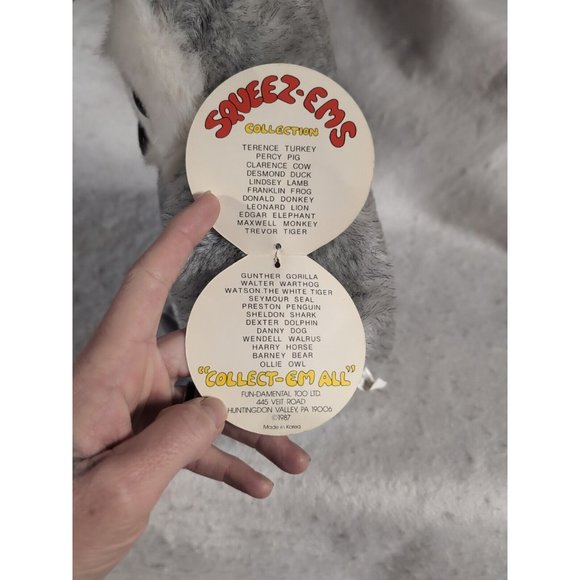 SQUEEZ-EMS
COLLECTION
TERENCE TURKEY
PERCY PIG
CLARENCE COW
DESMOND DUCK
LINDSEY LAMB
FRANKLIN FROG
DONALD DONKEY
LEONARD LION
EDGAR ELEPHANT
MAXWELL MONKEY
TREVOR TIGER
GUNTHER GORILLA
WALTER WARTHOG
WATSON.THE WHITE TIGER
SEYMOUR SEAL
PRESTON PENGUIN
SHELDON SHARK
DEXTER DOLPHIN
DANNY DOG
WENDELL WALRUS
HARRY HORSE
BARNEY BEAR
OLLIE OWL
"COLLECT-EM ALL"
FUN-DAMENTAL TOO LTD.
445 VEIT ROAD
HUNTINGDON VALLEY, PA 19006
©1987
Made in Korea